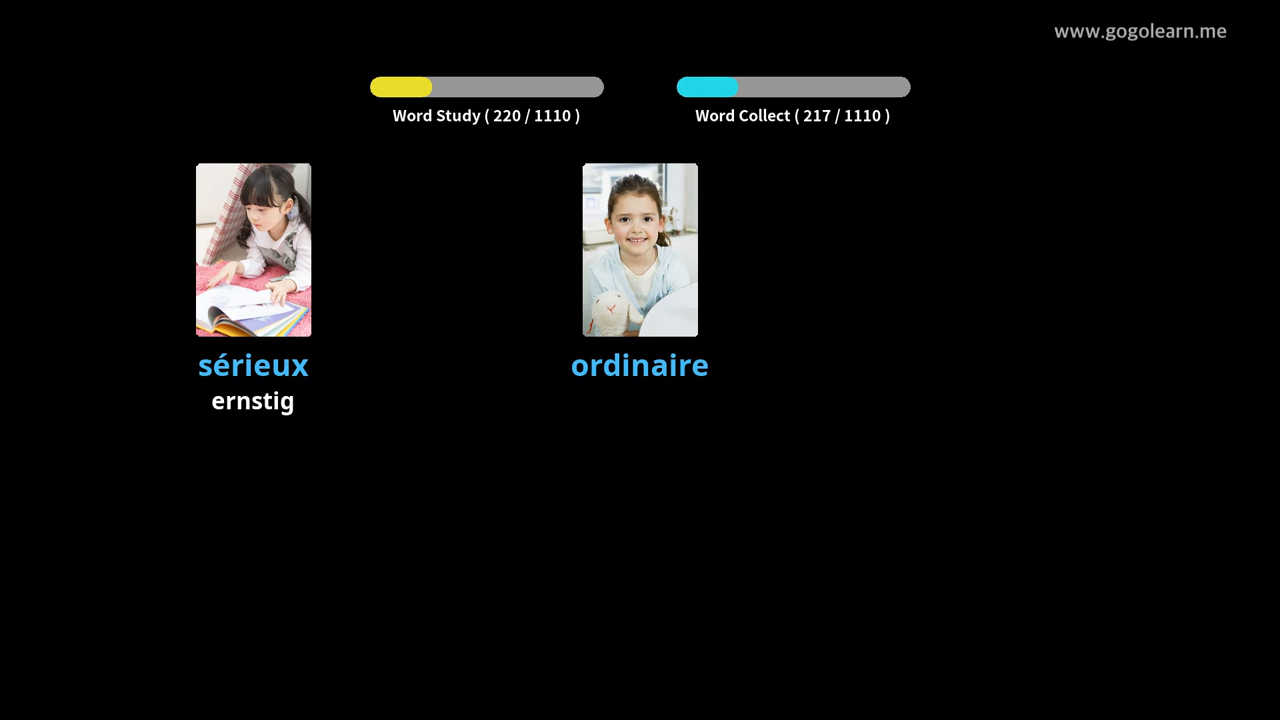 www.gogolearn.me
Word Study ( 220 / 1110 )
Word Collect ( 217 / 1110 )
sérieux
ordinaire
ernstig